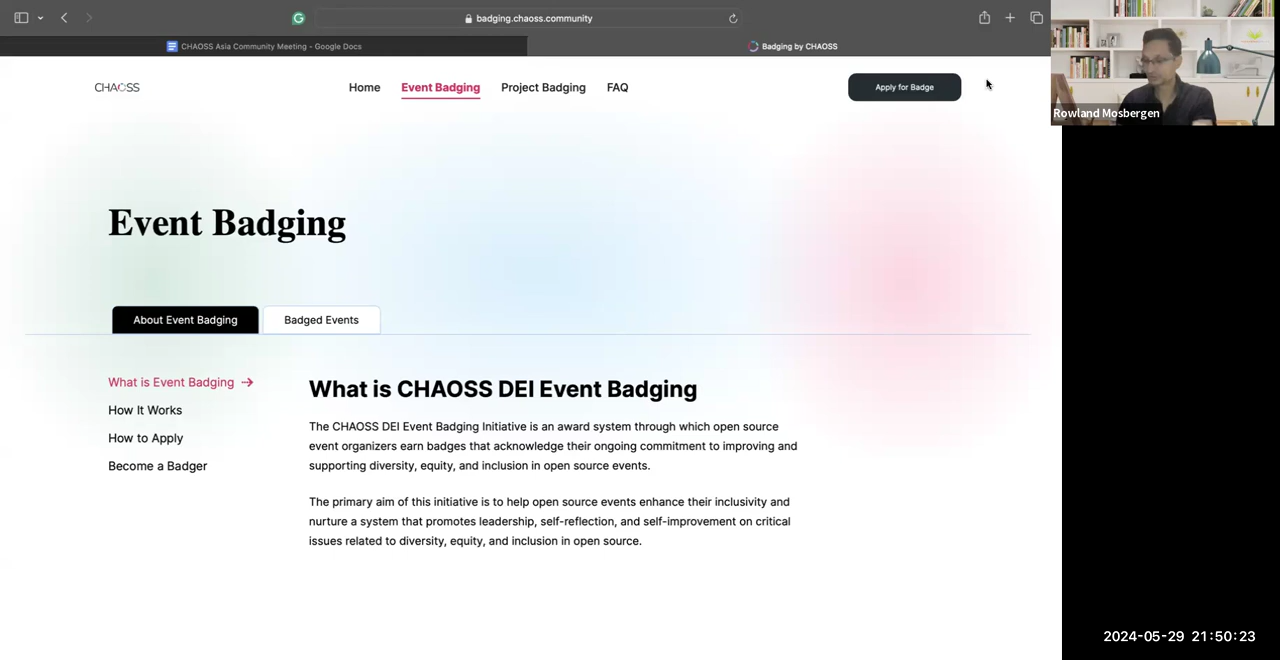 badging.chaoss.community
CHAOSS Asia Community Meeting - Google Docs
Badging by CHAOSS
CHAOSS
Home
Event Badging
Project Badging
FAQ
Apply for Badge
Rowland Mosbergen
Event Badging
About Event Badging
Badged Events
What is Event Badging
How It Works
How to Apply
Become a Badger
What is CHAOSS DEI Event Badging
The CHAOSS DEI Event Badging Initiative is an award system through which open source
event organizers earn badges that acknowledge their ongoing commitment to improving and
supporting diversity, equity, and inclusion in open source events.
The primary aim of this initiative is to help open source events enhance their inclusivity and
nurture a system that promotes leadership, self-reflection, and self-improvement on critical
issues related to diversity, equity, and inclusion in open source.
2024-05-29 21:50:23